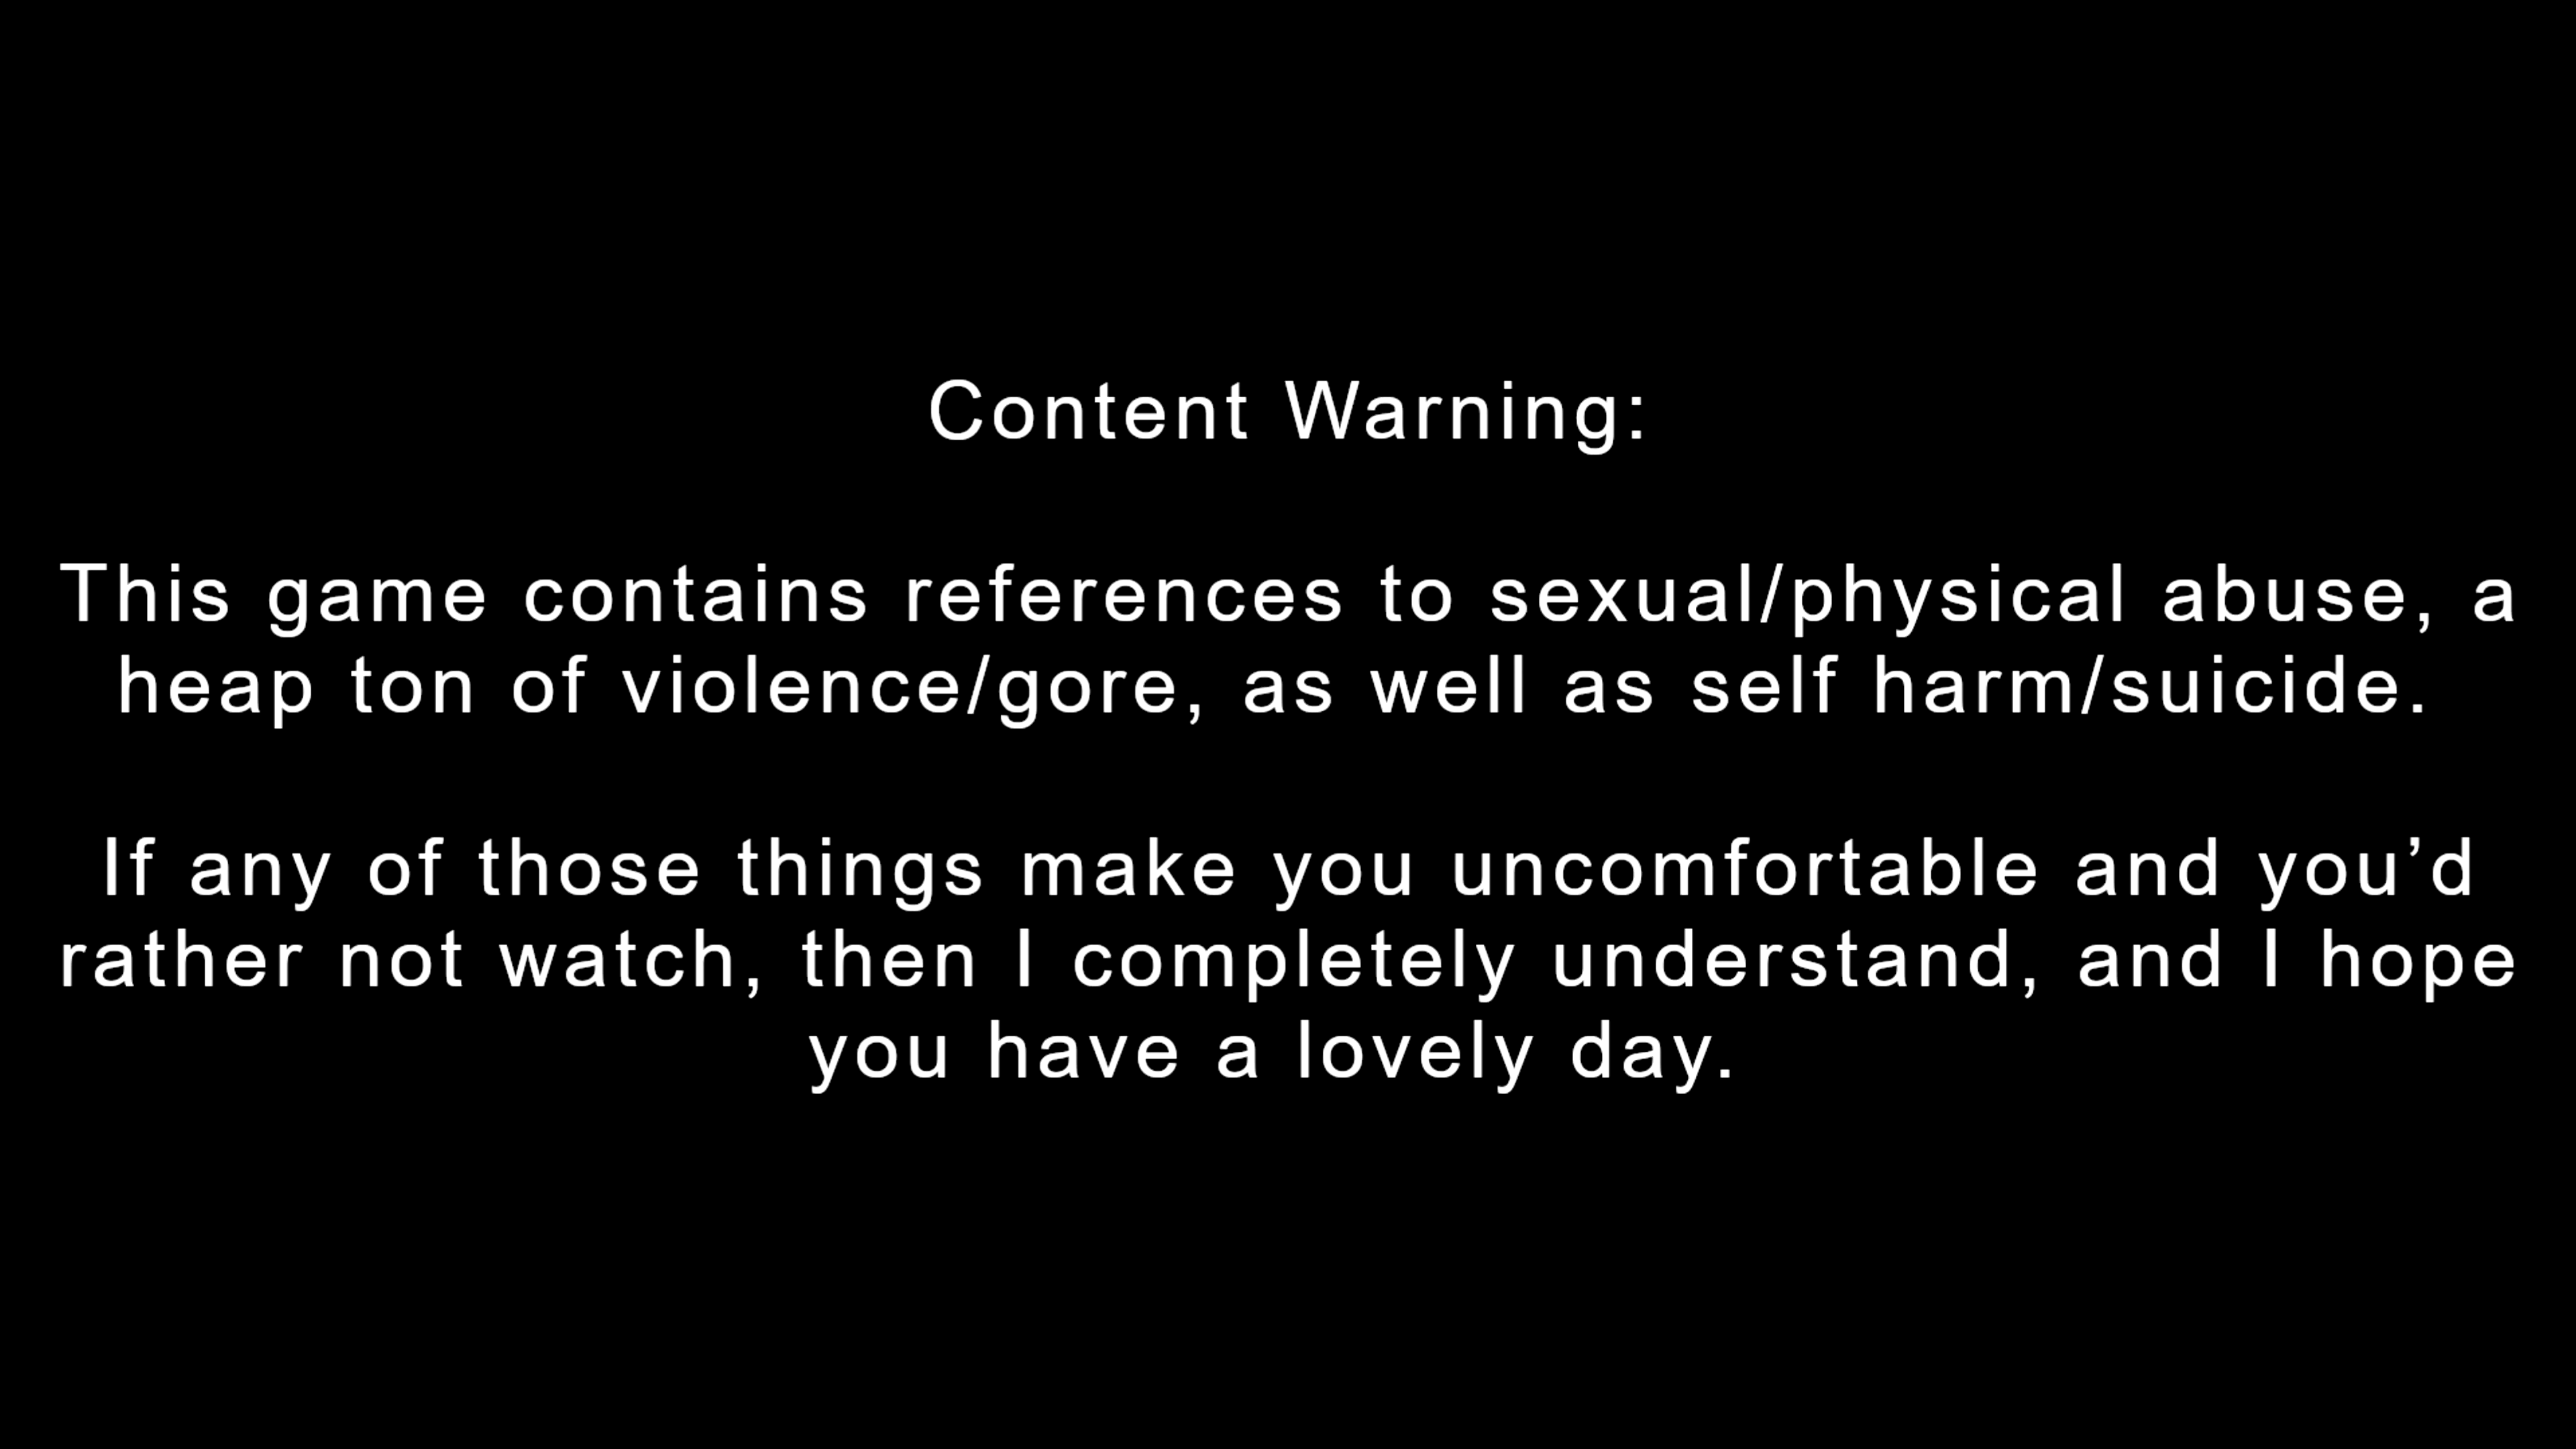 Content Warning:
This game contains references to sexual/physical abuse, a
heap ton of violence/gore, as well as self harm/suicide.
If any of those things make you uncomfortable and you’d
rather not watch, then I completely understand, and I hope
you have a lovely day.